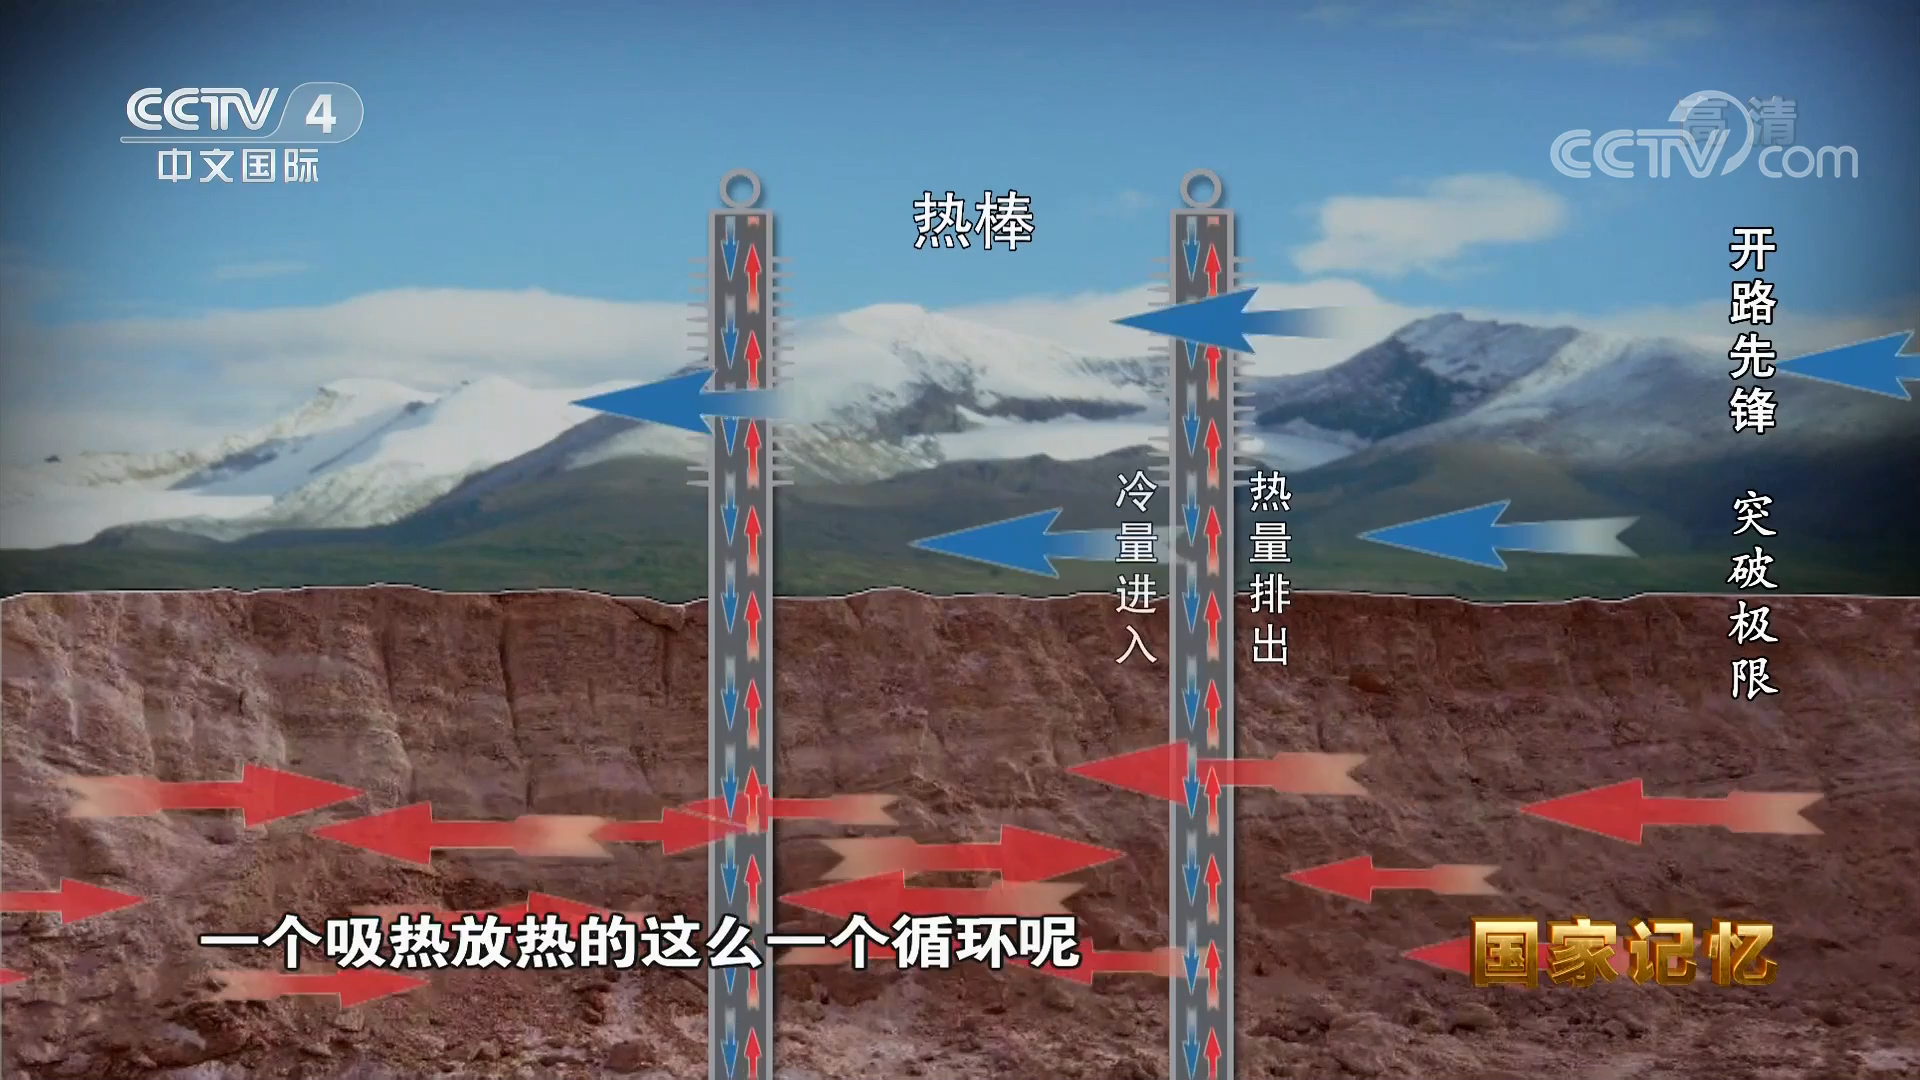 CCTV 4
中文国际
高清
CCTV.com
热棒
开路先锋 突破极限
冷量进入
热量排出
一个吸热放热的这么一个循环呢
国家记忆